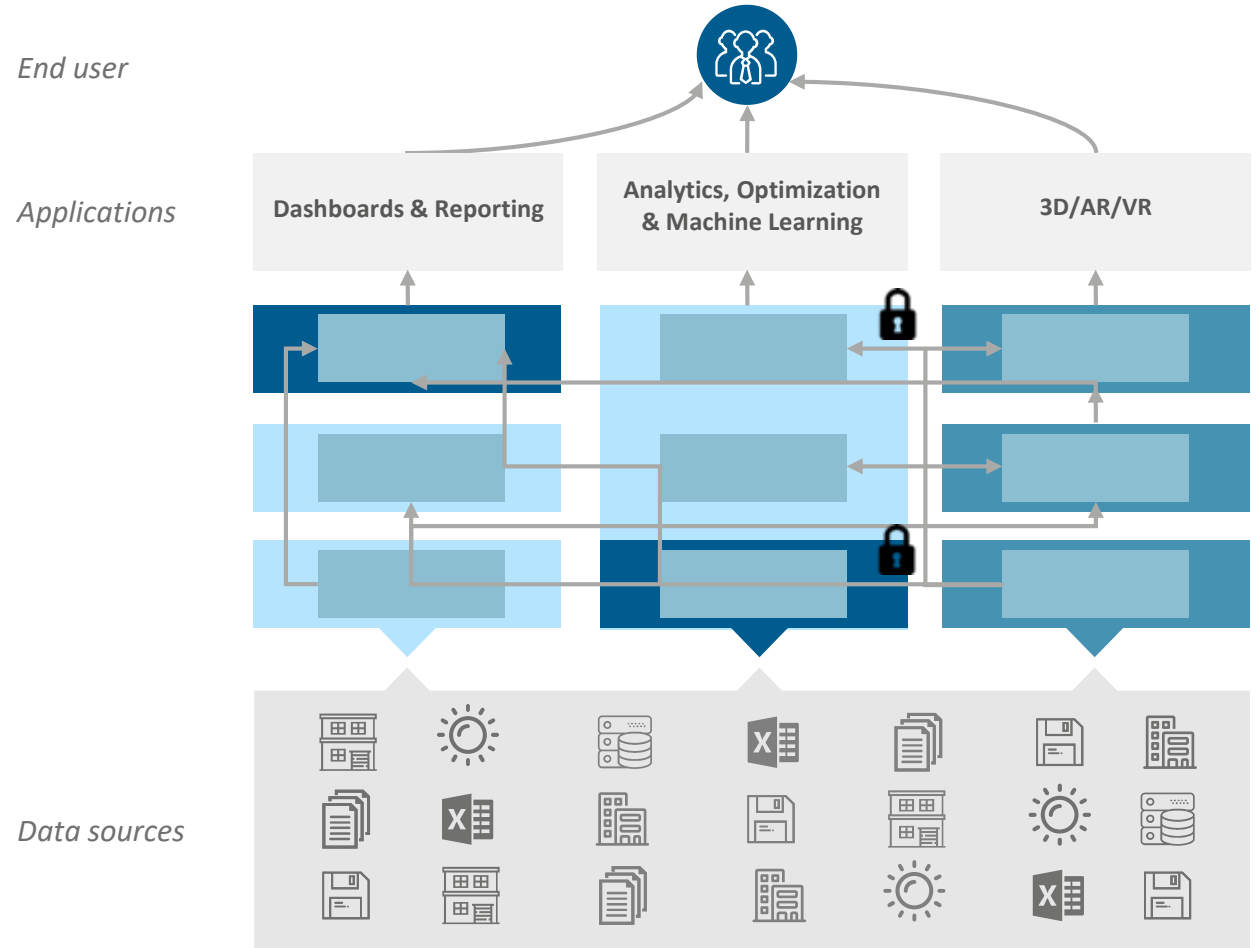 End user
Applications
Dashboards & Reporting
Analytics, Optimization
& Machine Learning
3D/AR/VR
Data sources
X
X
X